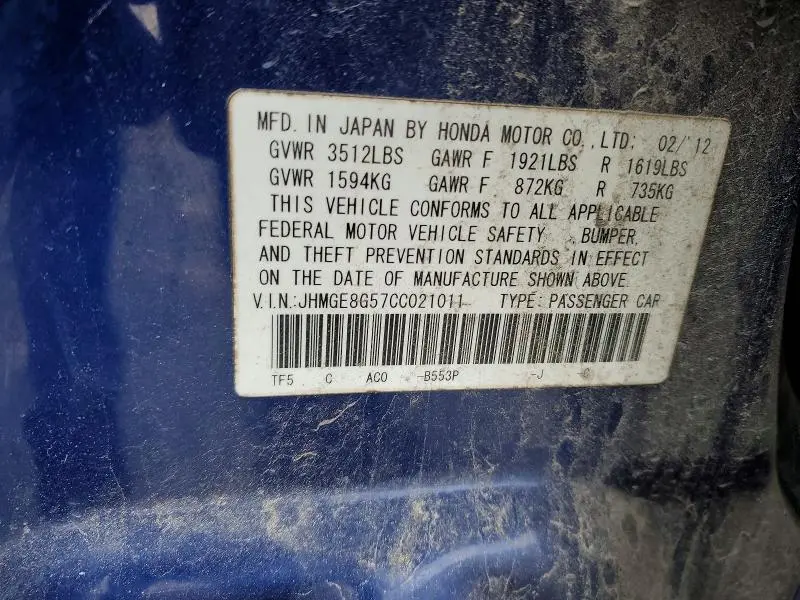 MFD. IN JAPAN BY HONDA MOTOR CO.,LTD: 02/'12
GVWR 3512LBS GAWR F 1921LBS R 1619LBS
GVWR 1594KG GAWR F 872KG R 735KG
THIS VEHICLE CONFORMS TO ALL APPLICABLE
FEDERAL MOTOR VEHICLE SAFETY , BUMPER,
AND THEFT PREVENTION STANDARDS IN EFFECT
ON THE DATE OF MANUFACTURE SHOWN ABOVE.
V.I.N.:JHMGE8G57CC021011 TYPE: PASSENGER CAR
TF5 C AC0 -B553P -J C